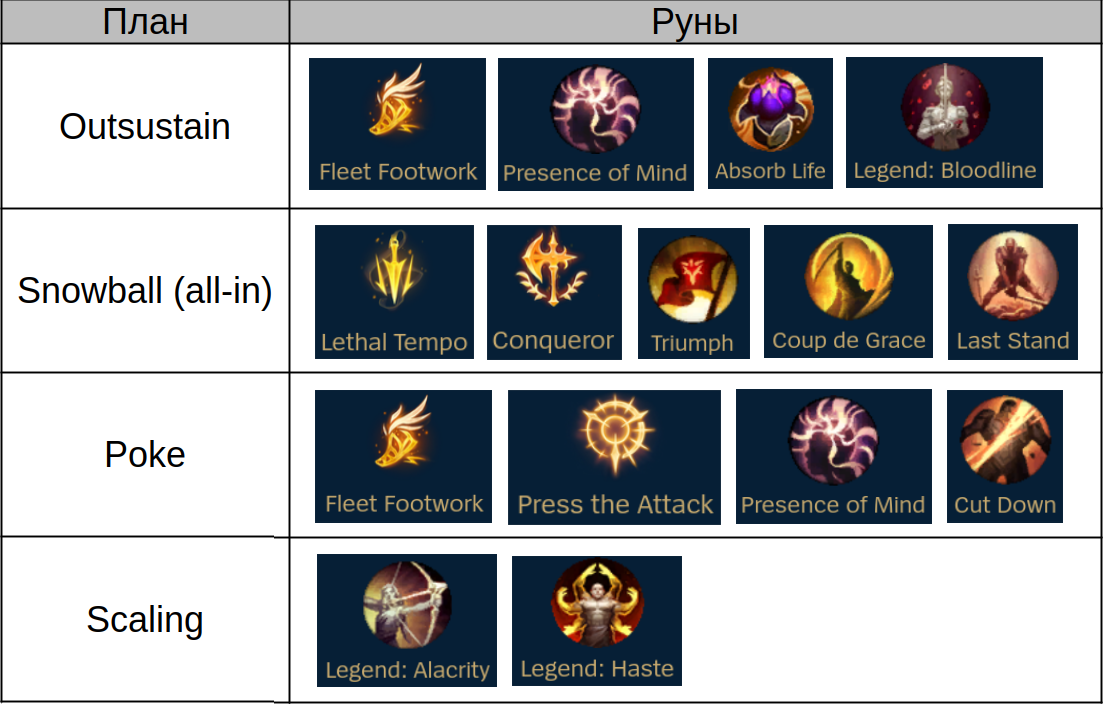 План
Руны
Outsustain
Fleet Footwork
Presence of Mind
Absorb Life
Legend: Bloodline
Snowball (all-in)
Lethal Tempo
Conqueror
Triumph
Coup de Grace
Last Stand
Poke
Fleet Footwork
Press the Attack
Presence of Mind
Cut Down
Scaling
Legend: Alacrity
Legend: Haste